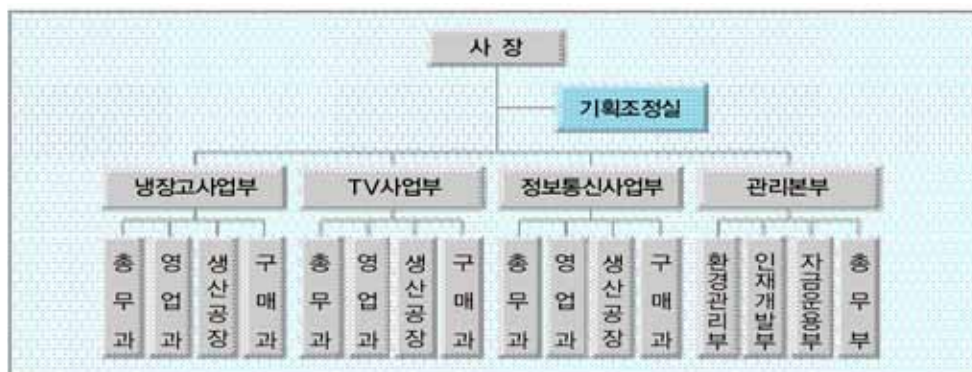 사 장
기획조정실
냉장고사업부
TV사업부
정보통신사업부
관리본부
총무과
영업과
생산공장
구매과
총무과
영업과
생산공장
구매과
총무과
영업과
생산공장
구매과
환경관리부
인재개발부
자금운용부
총무부